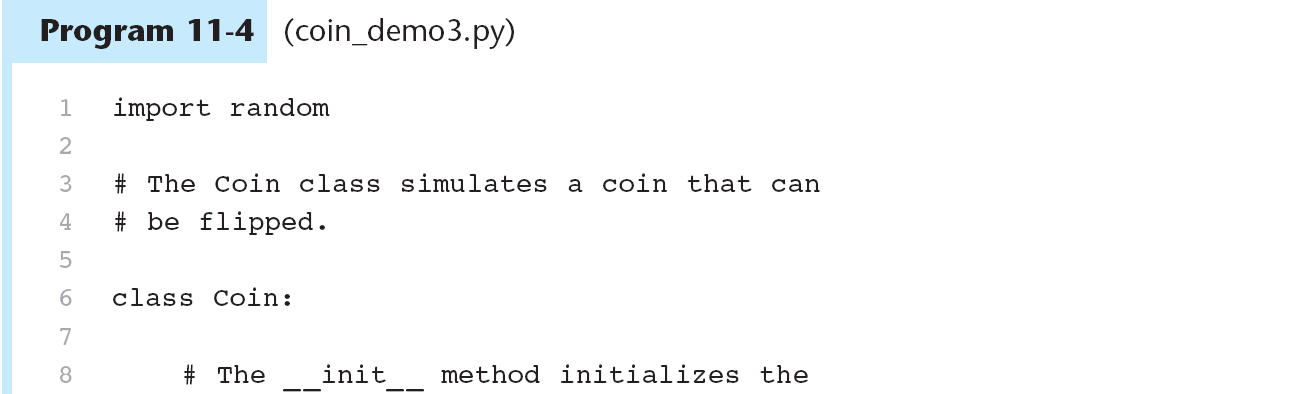 Program 11-4 (coin_demo3.py)
1 import random
2
3 # The Coin class simulates a coin that can
4 # be flipped.
5
6 class Coin:
7
8 # The __init__ method initializes the